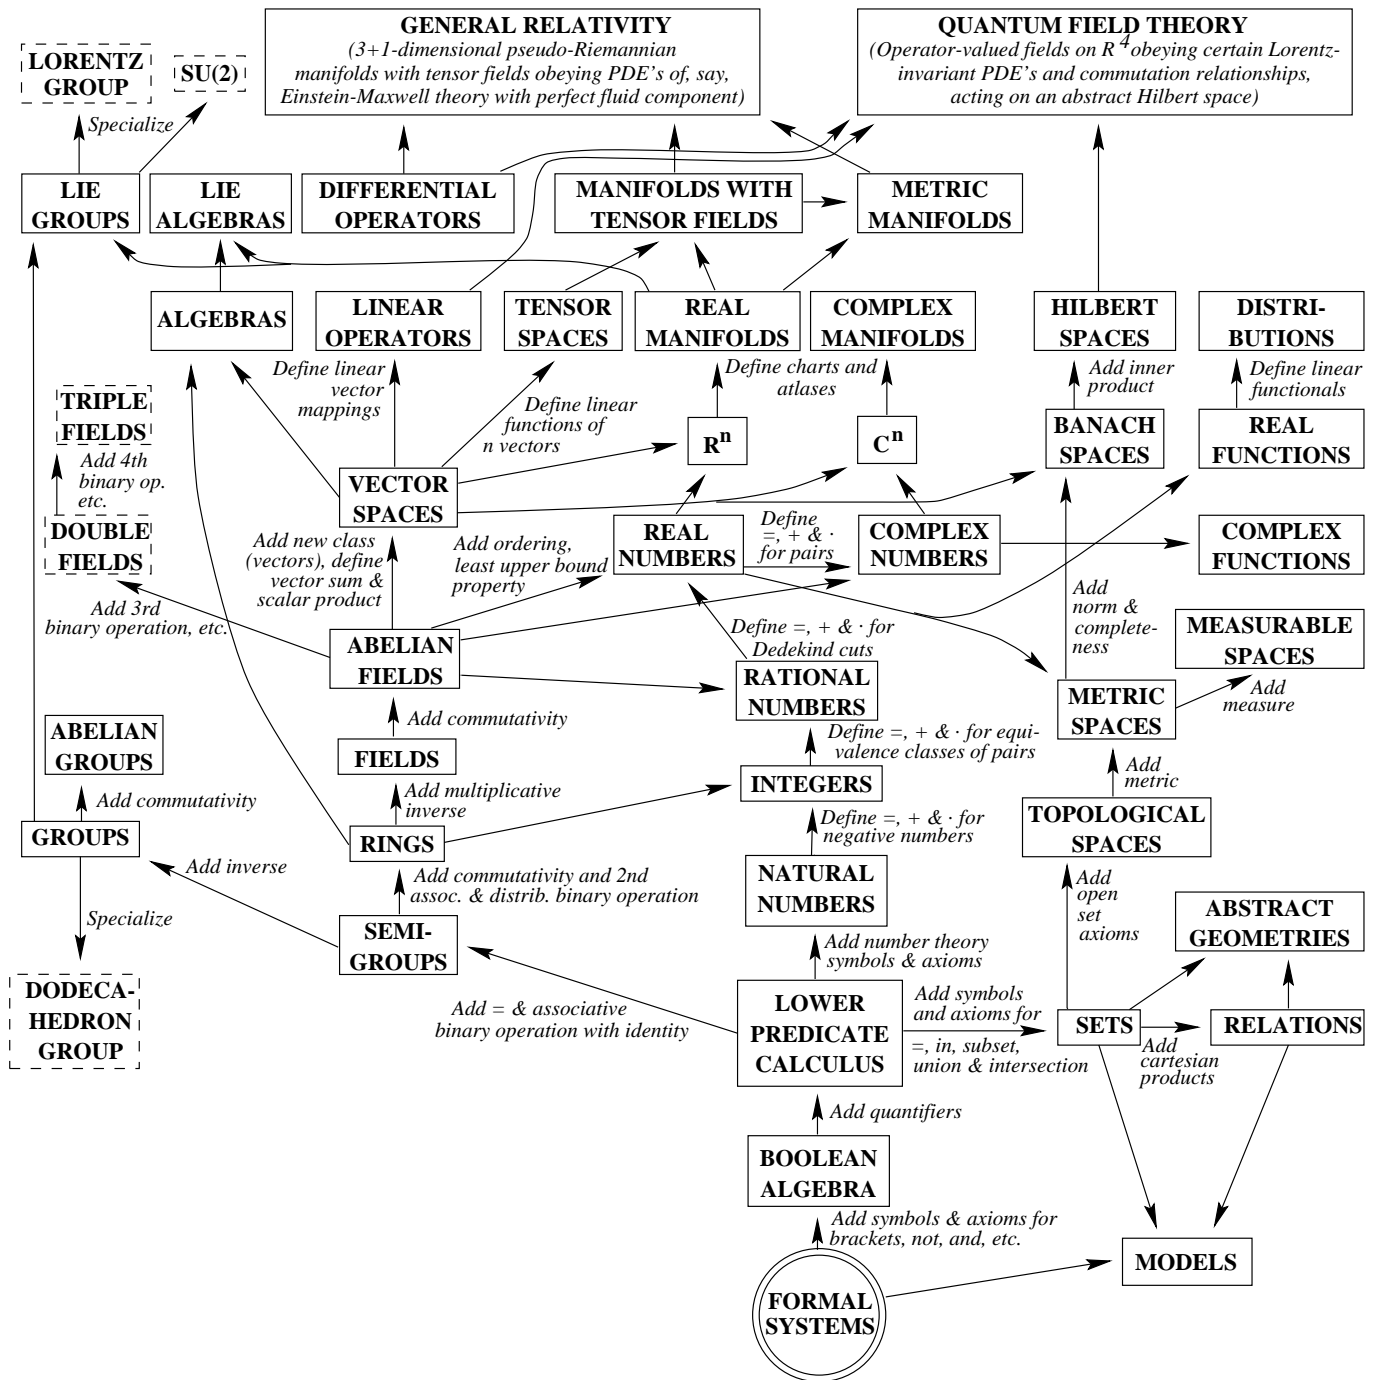 GENERAL RELATIVITY
(3+1-dimensional pseudo-Riemannian
manifolds with tensor fields obeying PDE's of, say,
Einstein-Maxwell theory with perfect fluid component)
QUANTUM FIELD THEORY
(Operator-valued fields on R 4 obeying certain Lorentz-
invariant PDE's and commutation relationships,
acting on an abstract Hilbert space)
LORENTZ
GROUP
SU(2)
Specialize
LIE
GROUPS
LIE
ALGEBRAS
DIFFERENTIAL
OPERATORS
MANIFOLDS WITH
TENSOR FIELDS
METRIC
MANIFOLDS
ALGEBRAS
LINEAR
OPERATORS
TENSOR
SPACES
REAL
MANIFOLDS
COMPLEX
MANIFOLDS
HILBERT
SPACES
DISTRI-
BUTIONS
Define linear
vector
mappings
Define linear
functions of
n vectors
Define charts and
atlases
Add inner
product
Define linear
functionals
TRIPLE
FIELDS
Add 4th
binary op.
etc.
DOUBLE
FIELDS
Add 3rd
binary operation, etc.
VECTOR
SPACES
R n
C n
BANACH
SPACES
REAL
FUNCTIONS
Add new class
(vectors), define
vector sum &
scalar product
Add ordering,
least upper bound
property
REAL
NUMBERS
Define
=, + & ·
for pairs
COMPLEX
NUMBERS
COMPLEX
FUNCTIONS
Add
norm &
complete-
ness
ABELIAN
FIELDS
Define =, + & · for
Dedekind cuts
RATIONAL
NUMBERS
MEASURABLE
SPACES
METRIC
SPACES
Add
measure
ABELIAN
GROUPS
Add commutativity
FIELDS
Add commutativity
Define =, + & · for equi-
valence classes of pairs
INTEGERS
Add
metric
GROUPS
Add multiplicative
inverse
RINGS
Define =, + & · for
negative numbers
TOPOLOGICAL
SPACES
Add inverse
Add commutativity and 2nd
assoc. & distrib. binary operation
NATURAL
NUMBERS
Add
open
set
axioms
ABSTRACT
GEOMETRIES
Specialize
SEMI-
GROUPS
Add number theory
symbols & axioms
DODECA-
HEDRON
GROUP
Add = & associative
binary operation with identity
LOWER
PREDICATE
CALCULUS
Add symbols
and axioms for
=, in, subset,
union & intersection
SETS
Add
cartesian
products
RELATIONS
Add quantifiers
BOOLEAN
ALGEBRA
Add symbols & axioms for
brackets, not, and, etc.
MODELS
FORMAL
SYSTEMS